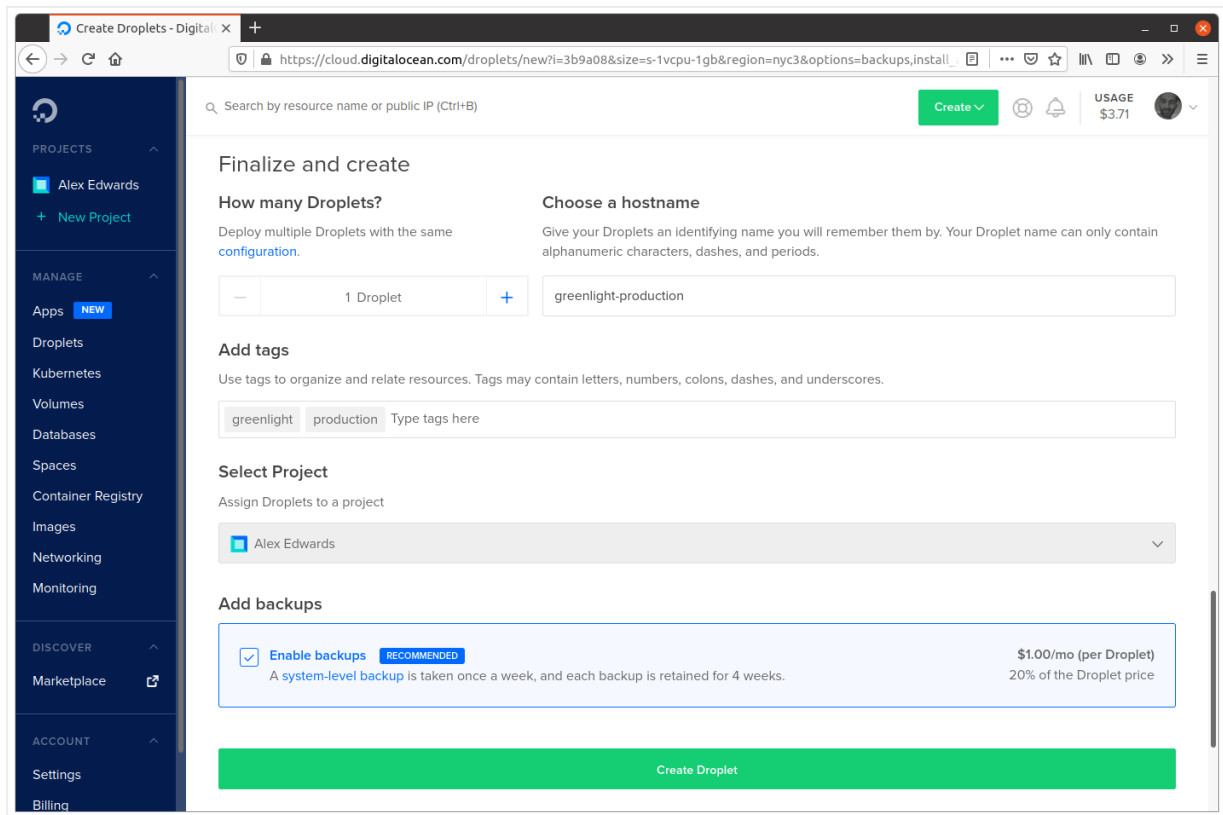 Create Droplets - Digital
https://cloud.digitalocean.com/droplets/new?i=3b9a08&size=s-1vcpu-1gb&region=nyc3&options=backups,install_
Search by resource name or public IP (Ctrl+B)
Create
USAGE
$3.71
PROJECTS
Alex Edwards
+ New Project
MANAGE
Apps NEW
Droplets
Kubernetes
Volumes
Databases
Spaces
Container Registry
Images
Networking
Monitoring
DISCOVER
Marketplace
ACCOUNT
Settings
Billing
Finalize and create
How many Droplets?
Deploy multiple Droplets with the same
configuration.
1 Droplet
Choose a hostname
Give your Droplets an identifying name you will remember them by. Your Droplet name can only contain
alphanumeric characters, dashes, and periods.
greenlight-production
Add tags
Use tags to organize and relate resources. Tags may contain letters, numbers, colons, dashes, and underscores.
greenlight production Type tags here
Select Project
Assign Droplets to a project
Alex Edwards
Add backups
Enable backups RECOMMENDED
A system-level backup is taken once a week, and each backup is retained for 4 weeks.
$1.00/mo (per Droplet)
20% of the Droplet price
Create Droplet